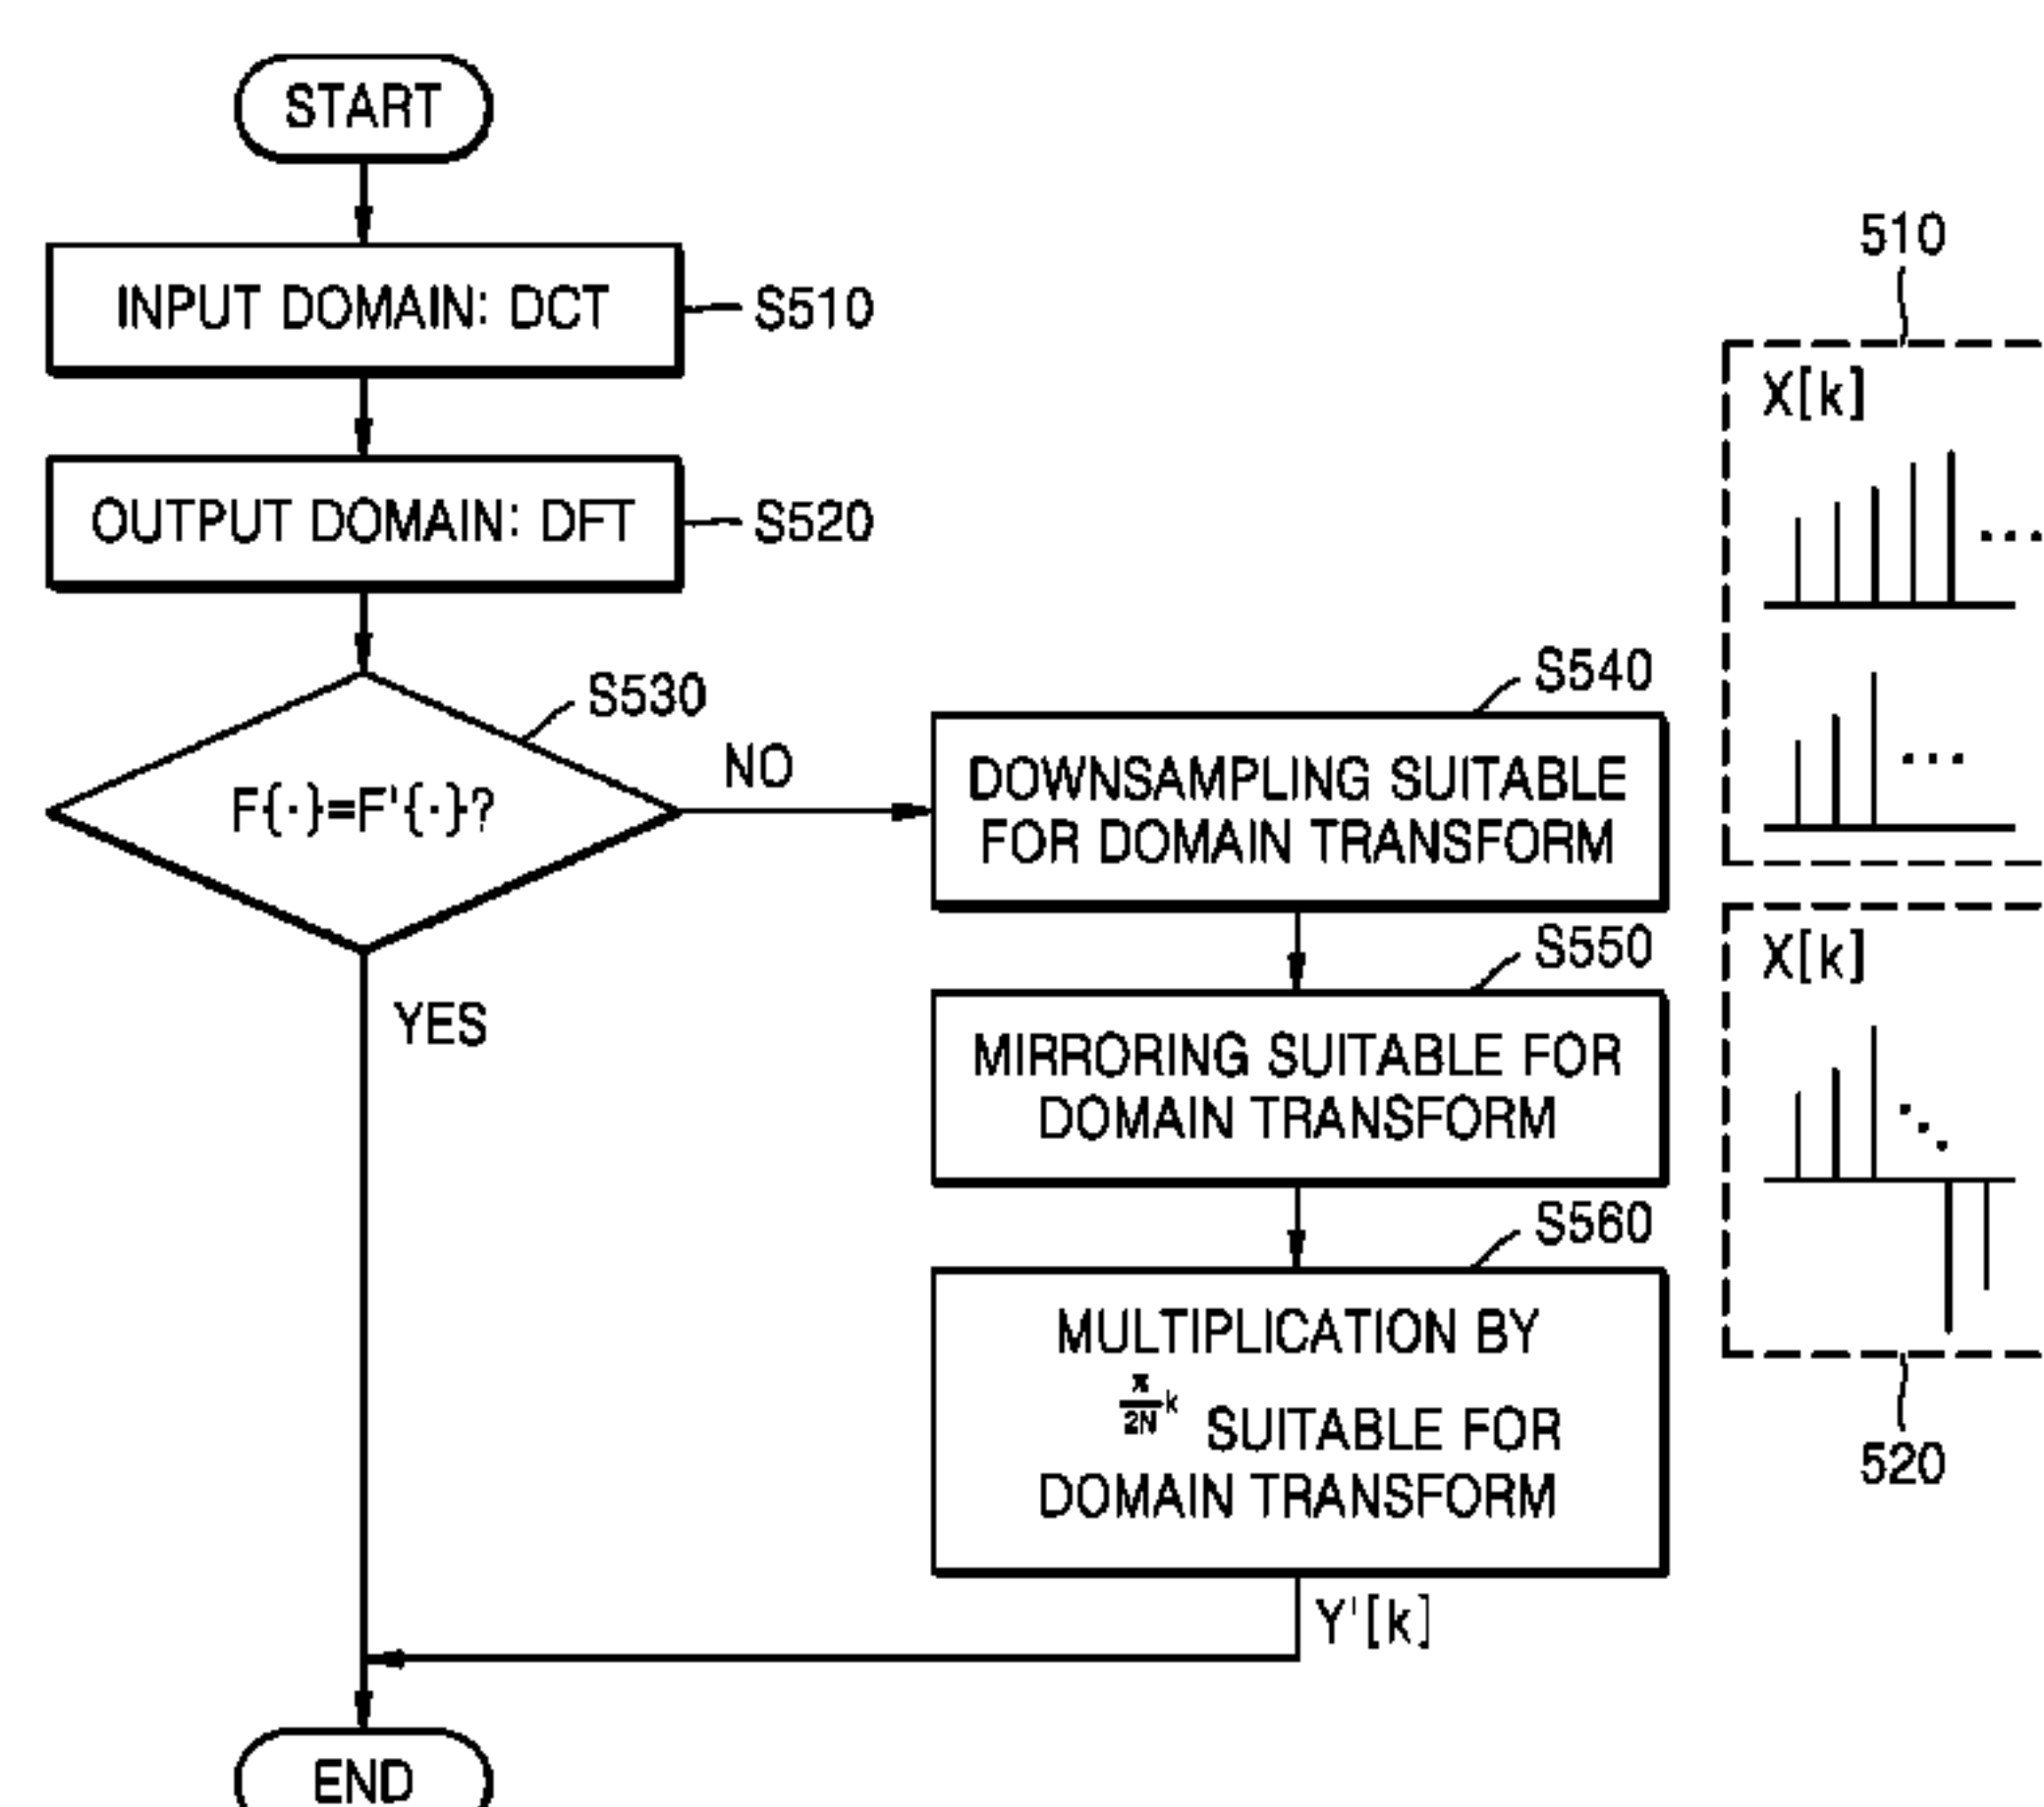 START
INPUT DOMAIN: DCT
S510
OUTPUT DOMAIN: DFT
S520
S530
F{·}=F'{·}?
NO
YES
S540
DOWNSAMPLING SUITABLE
FOR DOMAIN TRANSFORM
S550
MIRRORING SUITABLE FOR
DOMAIN TRANSFORM
S560
MULTIPLICATION BY
π/2N k SUITABLE FOR
DOMAIN TRANSFORM
Y'[k]
END
510
X[k]
X[k]
520